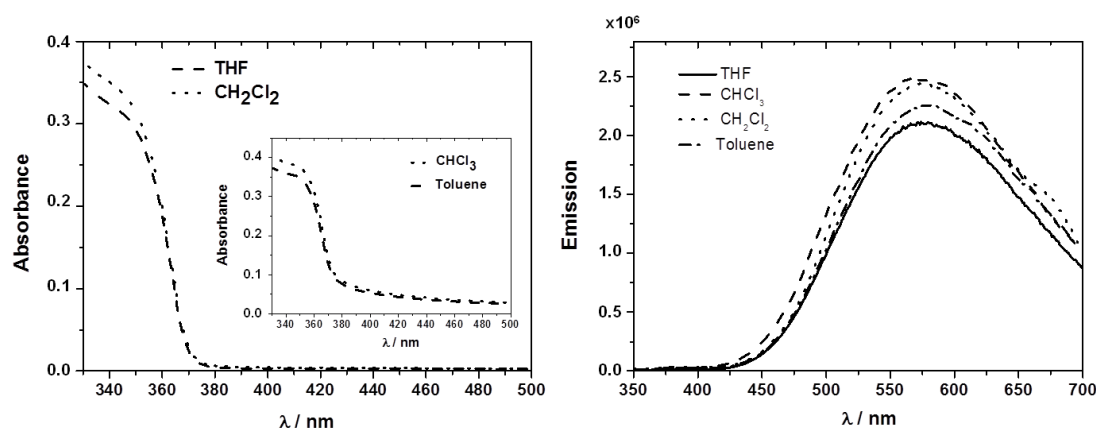 0.4
0.3
0.2
0.1
0.0
Absorbance
THF
CH₂Cl₂
340 360 380 400 420 440 460 480 500
λ / nm
0.4
0.3
0.2
0.1
0.0
Absorbance
CHCl₃
Toluene
340 360 380 400 420 440 460 480 500
λ / nm
x10⁶
2.5
2.0
1.5
1.0
5.0
0.0
Emission
THF
CHCl₃
CH₂Cl₂
Toluene
350 400 450 500 550 600 650 700
λ / nm